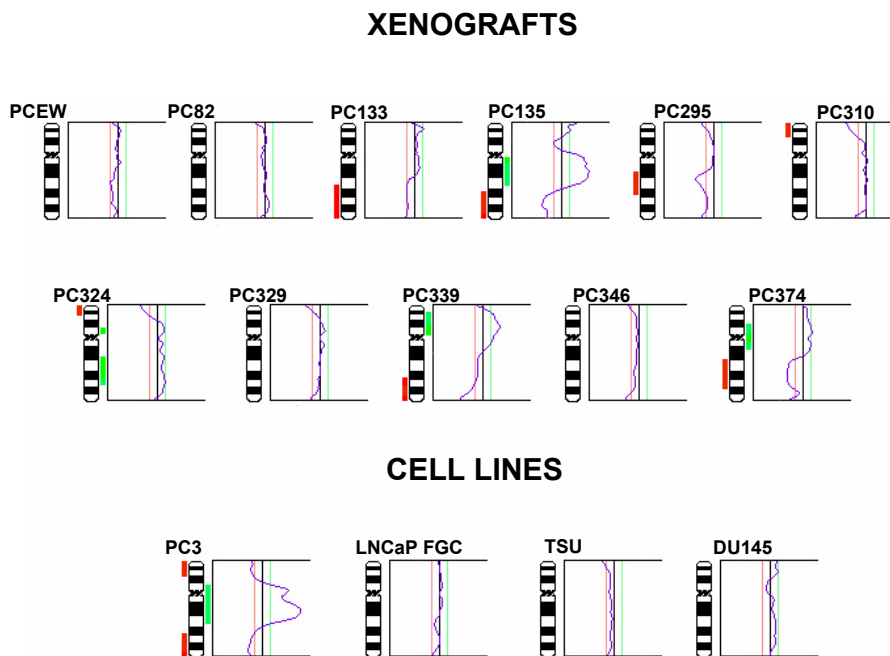 XENOGRAFTS
PCEW PC82 PC133 PC135 PC295 PC310
PC324 PC329 PC339 PC346 PC374
CELL LINES
PC3 LNCaP FGC TSU DU145